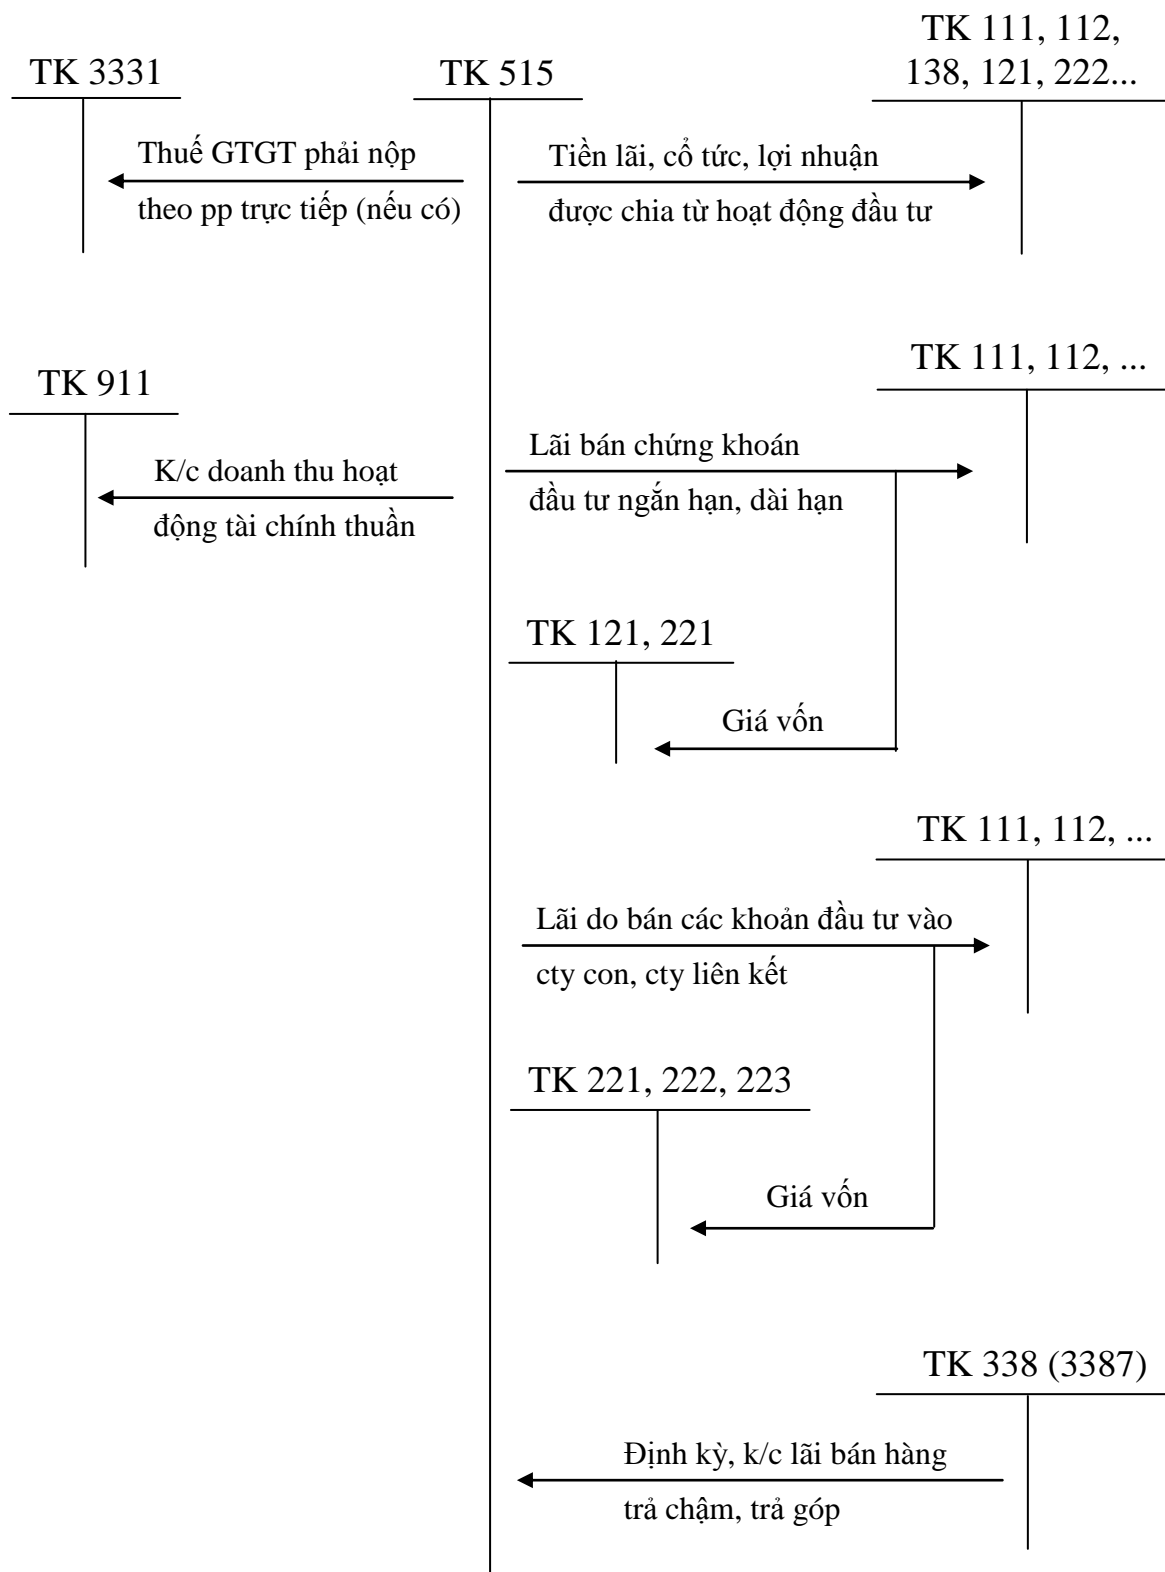 TK 111, 112,
138, 121, 222...
TK 3331
TK 515
Thuế GTGT phải nộp
theo pp trực tiếp (nếu có)
Tiền lãi, cổ tức, lợi nhuận
được chia từ hoạt động đầu tư
TK 111, 112, ...
TK 911
K/c doanh thu hoạt
động tài chính thuần
Lãi bán chứng khoán
đầu tư ngắn hạn, dài hạn
TK 121, 221
Giá vốn
TK 111, 112, ...
Lãi do bán các khoản đầu tư vào
cty con, cty liên kết
TK 221, 222, 223
Giá vốn
TK 338 (3387)
Định kỳ, k/c lãi bán hàng
trả chậm, trả góp